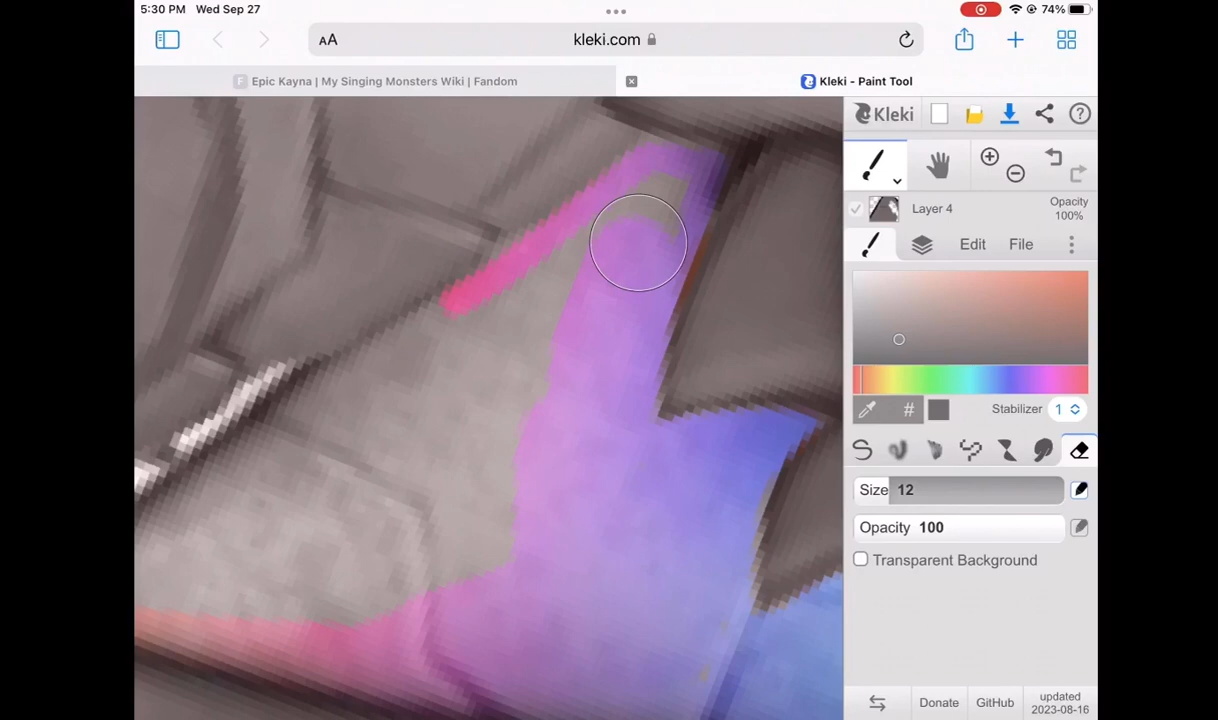 5:30 PM Wed Sep 27
74%
AA
kleki.com
Epic Kayna | My Singing Monsters Wiki | Fandom
Kleki - Paint Tool
Kleki
Layer 4
Opacity
100%
Edit
File
#
Stabilizer 1
Size 12
Opacity 100
Transparent Background
Donate
GitHub
updated
2023-08-16